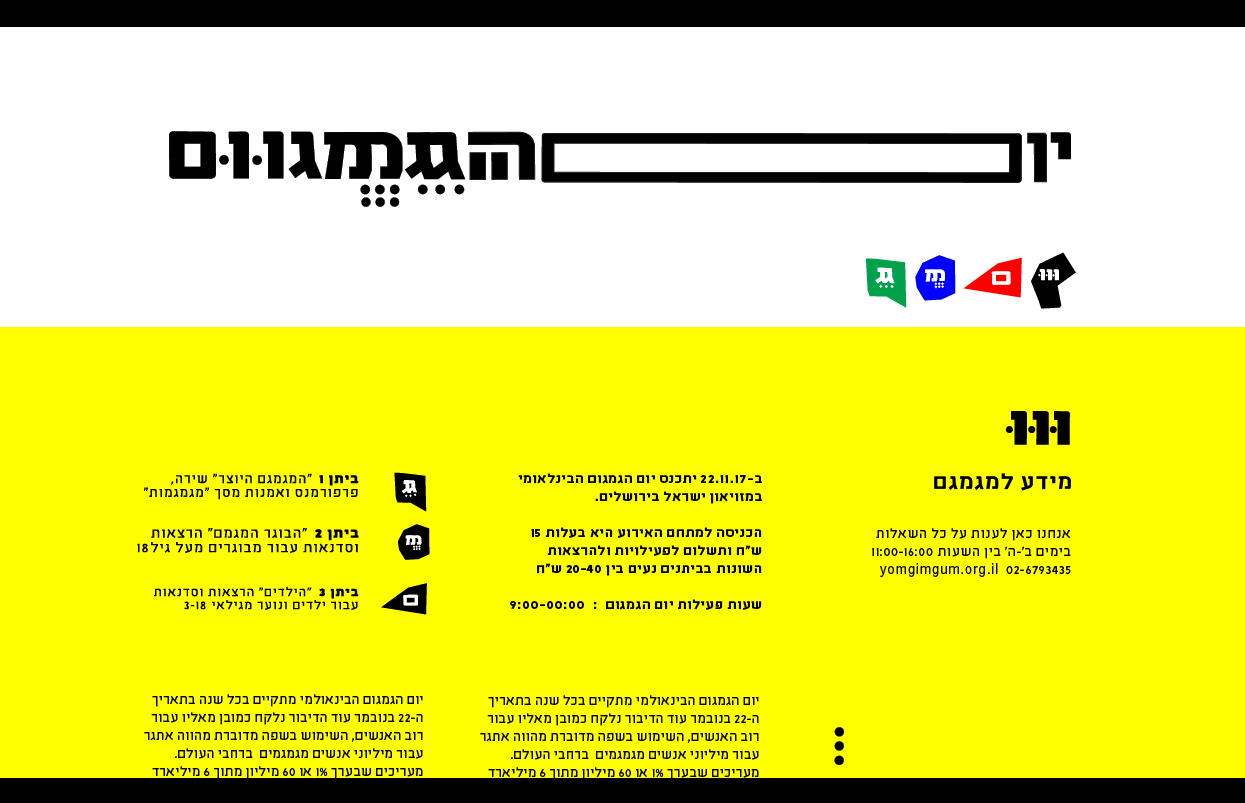 יום הגמגום
ו
מידע למגמגם
אנחנו כאן לענות על כל השאלות
בימים ב'-ה' בין השעות 11:00-16:00
02-6793435 yomgimgum.org.il
ב-22.11.17 יתכנס יום הגמגום הבינלאומי
במזויאון ישראל בירושלים.
הכניסה למתחם האירוע היא בעלות 15
ש"ח ותשלום לפעילויות ולהרצאות
השונות בביתנים נעים בין 20-40 ש"ח
שעות פעילות יום הגמגום : 9:00-00:00
ביתן 1 "המגמגם היוצר" שירה,
פרפורמנס ואמנות מסך "מגמגמות"
ביתן 2 "הבוגר המגמם" הרצאות
וסדנאות עבור מבוגרים מעל גיל 18
ביתן 3 "הילדים" הרצאות וסדנאות
עבור ילדים ונוער מגילאי 3-18
יום הגמגום הבינאולמי מתקיים בכל שנה בתאריך
ה-22 בנובמר עוד הדיבור נלקח כמובן מאליו עבור
רוב האנשים, השימוש בשפה מדוברת מהווה אתגר
עבור מיליוני אנשים מגמגמים ברחבי העולם.
מעריכים שבערך 1% או 60 מיליון מתוך 6 מיליארד
יום הגמגום הבינאולמי מתקיים בכל שנה בתאריך
ה-22 בנובמר עוד הדיבור נלקח כמובן מאליו עבור
רוב האנשים, השימוש בשפה מדוברת מהווה אתגר
עבור מיליוני אנשים מגמגמים ברחבי העולם.
מעריכים שבערך 1% או 60 מיליון מתוך 6 מיליארד